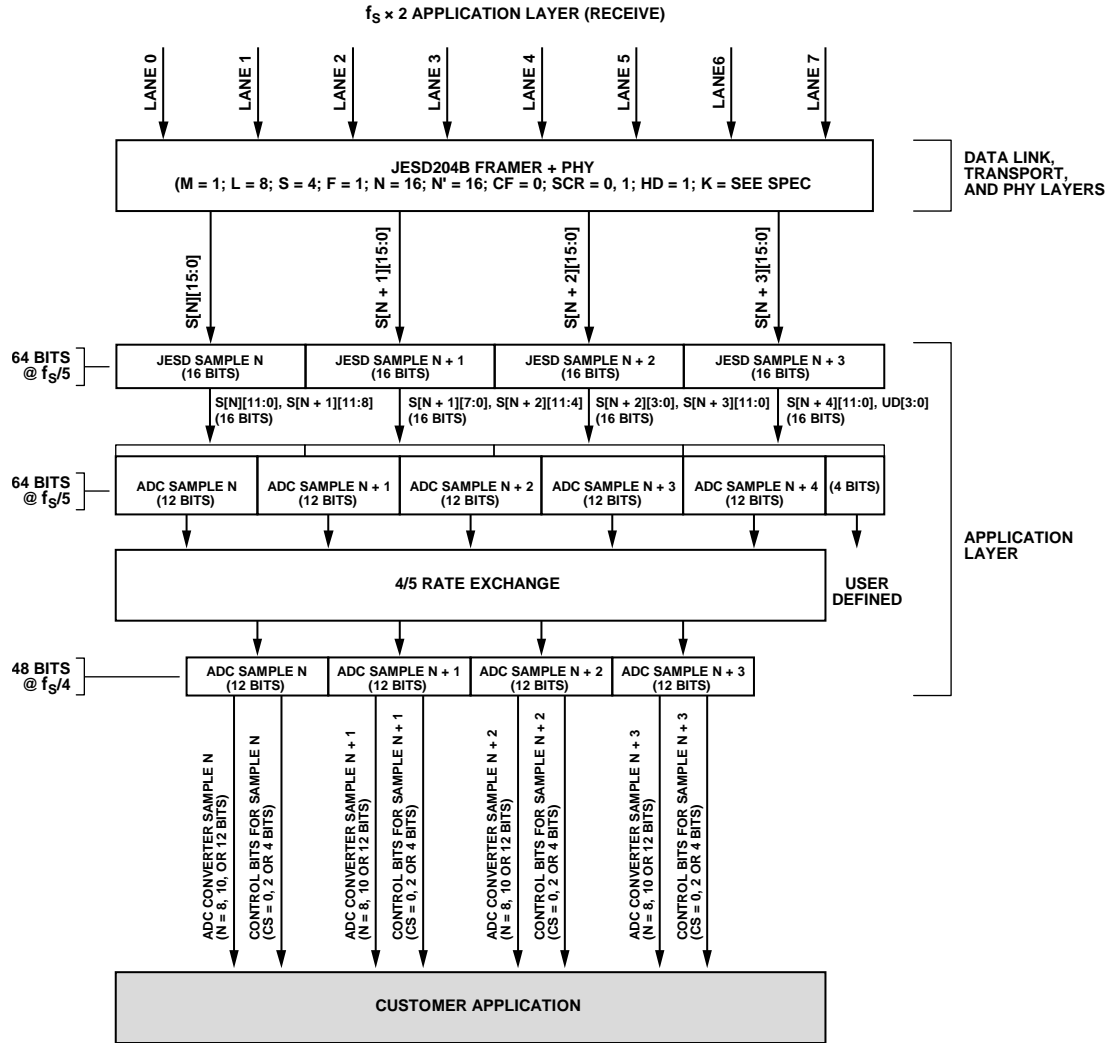 fS × 2 APPLICATION LAYER (RECEIVE)
LANE 0
LANE 1
LANE 2
LANE 3
LANE 4
LANE 5
LANE6
LANE 7
JESD204B FRAMER + PHY
(M = 1; L = 8; S = 4; F = 1; N = 16; N' = 16; CF = 0; SCR = 0, 1; HD = 1; K = SEE SPEC
DATA LINK,
TRANSPORT,
AND PHY LAYERS
S[N][15:0]
S[N + 1][15:0]
S[N + 2][15:0]
S[N + 3][15:0]
64 BITS
@ fS/5
JESD SAMPLE N
(16 BITS)
JESD SAMPLE N + 1
(16 BITS)
JESD SAMPLE N + 2
(16 BITS)
JESD SAMPLE N + 3
(16 BITS)
S[N][11:0], S[N + 1][11:8]
(16 BITS)
S[N + 1][7:0], S[N + 2][11:4]
(16 BITS)
S[N + 2][3:0], S[N + 3][11:0]
(16 BITS)
S[N + 4][11:0], UD[3:0]
(16 BITS)
64 BITS
@ fS/5
ADC SAMPLE N
(12 BITS)
ADC SAMPLE N + 1
(12 BITS)
ADC SAMPLE N + 2
(12 BITS)
ADC SAMPLE N + 3
(12 BITS)
ADC SAMPLE N + 4
(12 BITS)
(4 BITS)
APPLICATION
LAYER
4/5 RATE EXCHANGE
USER
DEFINED
48 BITS
@ fS/4
ADC SAMPLE N
(12 BITS)
ADC SAMPLE N + 1
(12 BITS)
ADC SAMPLE N + 2
(12 BITS)
ADC SAMPLE N + 3
(12 BITS)
ADC CONVERTER SAMPLE N
(N = 8, 10, OR 12 BITS)
CONTROL BITS FOR SAMPLE N
(CS = 0, 2 OR 4 BITS)
ADC CONVERTER SAMPLE N + 1
(N = 8, 10 OR 12 BITS)
CONTROL BITS FOR SAMPLE N + 1
(CS = 0, 2 OR 4 BITS)
ADC CONVERTER SAMPLE N + 2
(N = 8, 10 OR 12 BITS)
CONTROL BITS FOR SAMPLE N + 2
(CS = 0, 2 OR 4 BITS)
ADC CONVERTER SAMPLE N + 3
(N = 8, 10 OR 12 BITS)
CONTROL BITS FOR SAMPLE N + 3
(CS = 0, 2 OR 4 BITS)
CUSTOMER APPLICATION